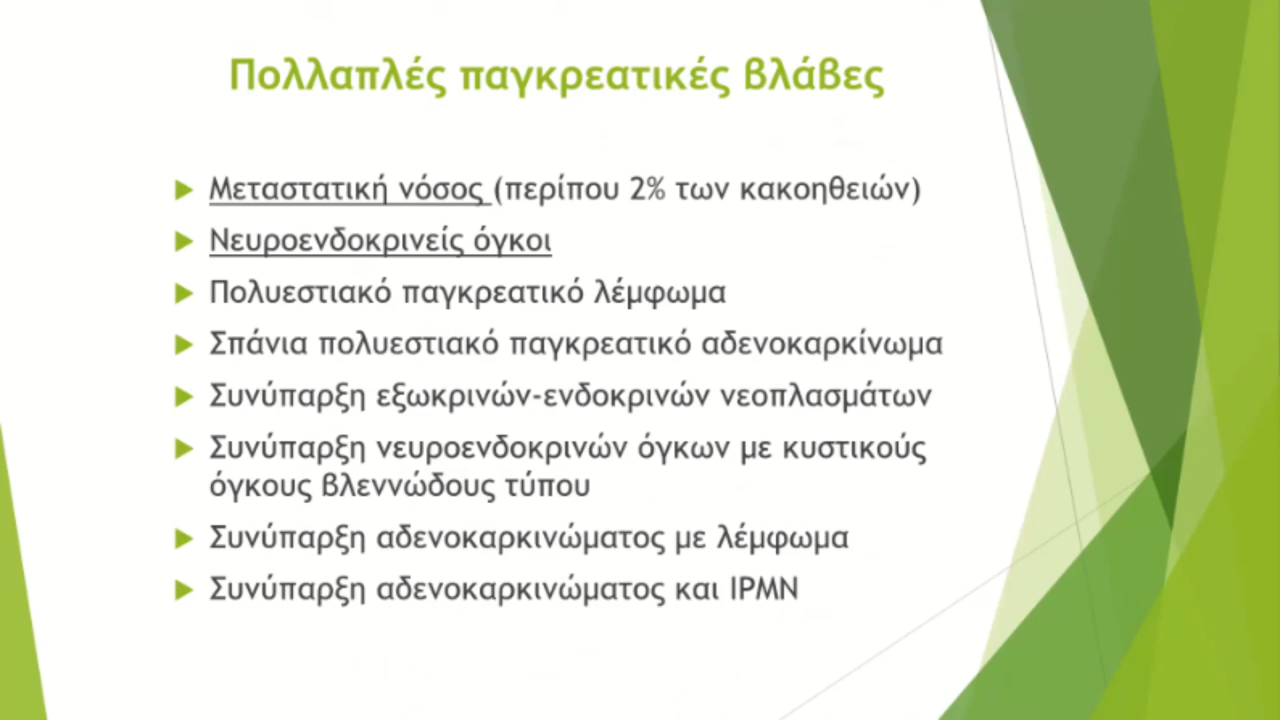 Πολλαπλές παγκρεατικές βλάβες
Μεταστατική νόσος (περίπου 2% των κακοηθειών)
Νευροενδοκρινείς όγκοι
Πολυεστιακό παγκρεατικό λέμφωμα
Σπάνια πολυεστιακό παγκρεατικό αδενοκαρκίνωμα
Συνύπαρξη εξωκρινών-ενδοκρινών νεοπλασμάτων
Συνύπαρξη νευροενδοκρινών όγκων με κυστικούς
όγκους βλεννώδους τύπου
Συνύπαρξη αδενοκαρκινώματος με λέμφωμα
Συνύπαρξη αδενοκαρκινώματος και IPMN